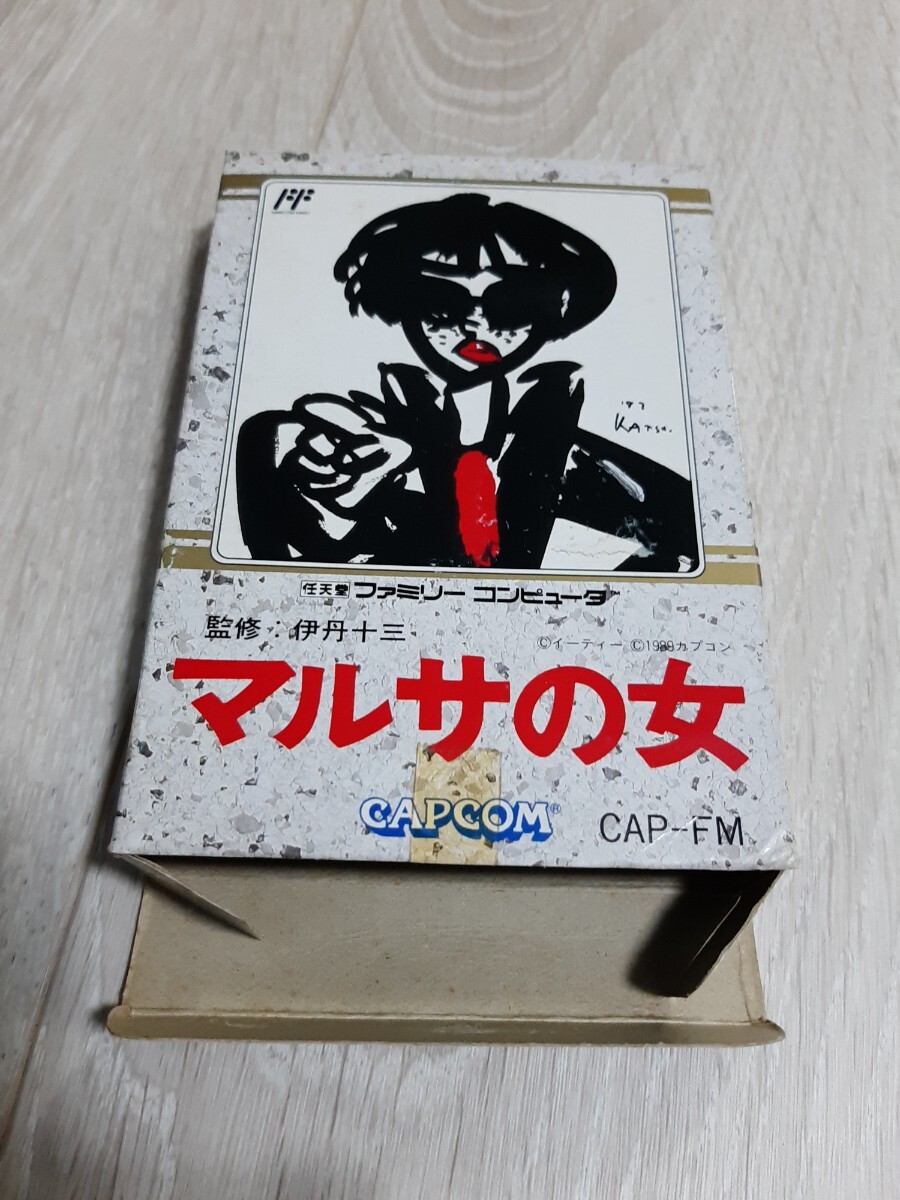 '87
KATSU.
任天堂 ファミリー コンピュータ™
監修:伊丹十三
©イーティー ©1989カプコン
マルサの女
CAPCOM®
CAP-FM